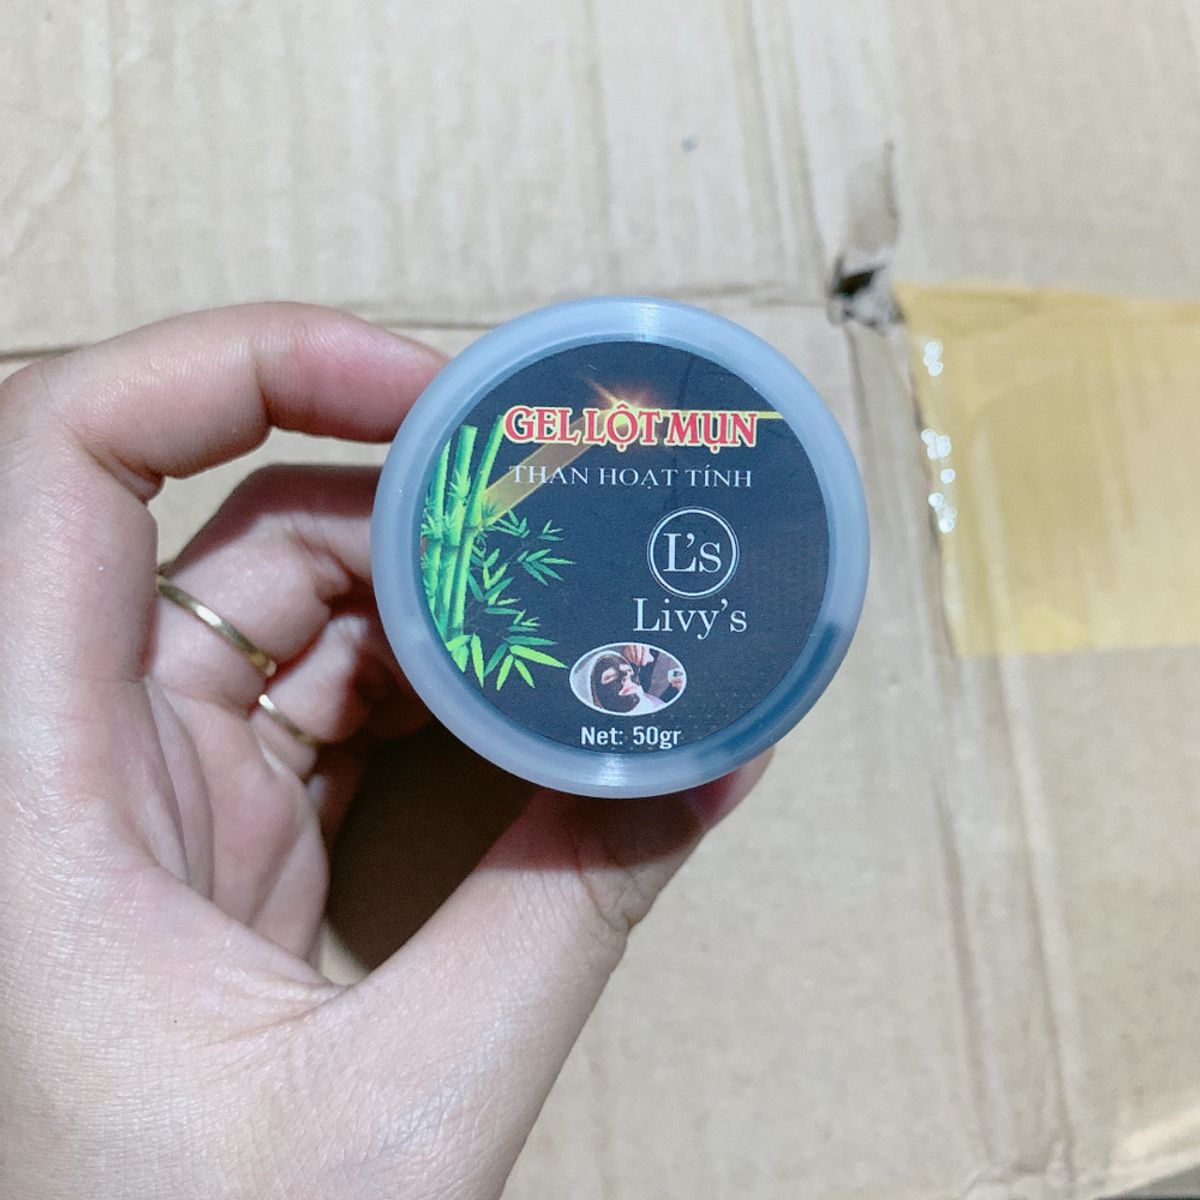 GEL LỘT MỤN
THAN HOẠT TÍNH
L's
Livy's
Net: 50gr